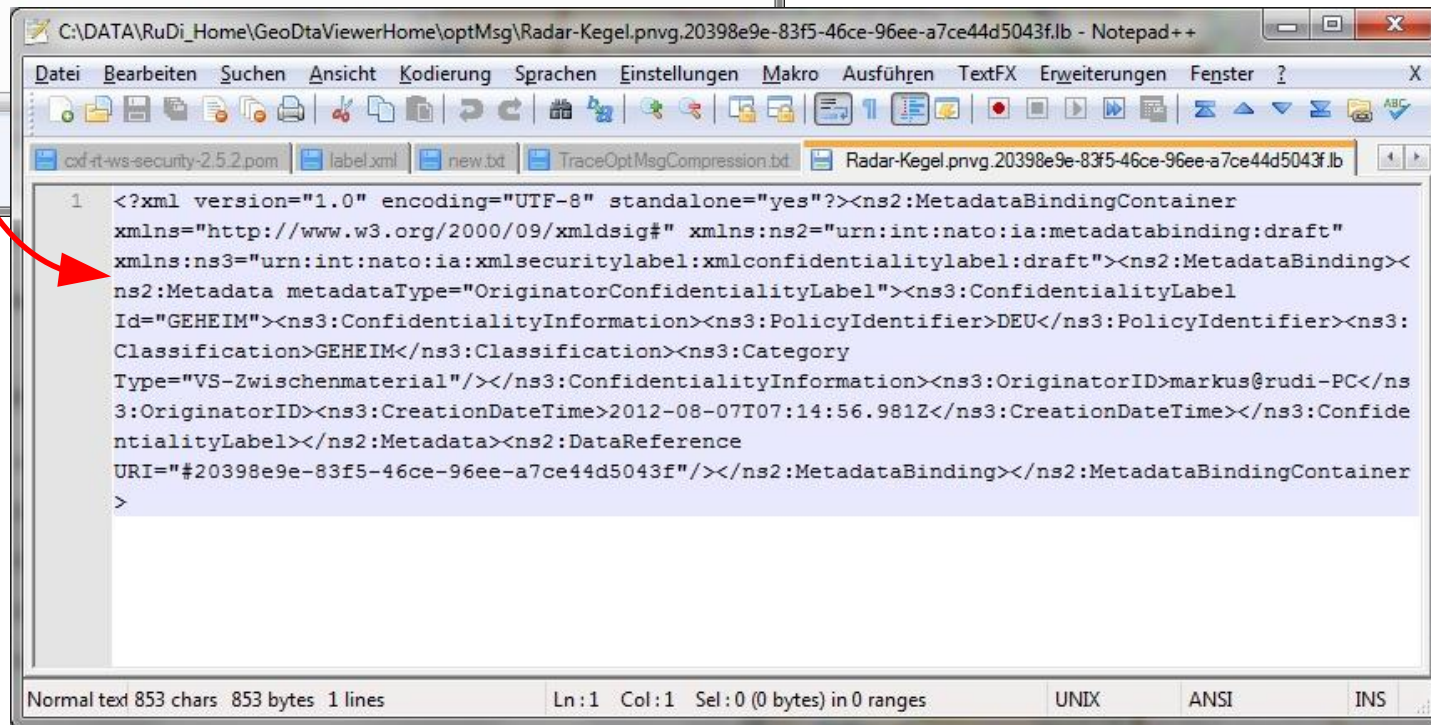 C:\DATA\RuDi_Home\GeoDtaViewerHome\optMsg\Radar-Kegel.pnvg.20398e9e-83f5-46ce-96ee-a7ce44d5043f.lb - Notepad++
Datei Bearbeiten Suchen Ansicht Kodierung Sprachen Einstellungen Makro Ausführen TextFX Erweiterungen Fenster ? X
ABC
cxf-rt-ws-security-2.5.2.pom label.xml new.txt TraceOptMsgCompression.txt Radar-Kegel.pnvg.20398e9e-83f5-46ce-96ee-a7ce44d5043f.lb
1 <?xml version="1.0" encoding="UTF-8" standalone="yes"?><ns2:MetadataBindingContainer
xmlns="http://www.w3.org/2000/09/xmldsig#" xmlns:ns2="urn:int:nato:ia:metadatabinding:draft"
xmlns:ns3="urn:int:nato:ia:xmlsecuritylabel:xmlconfidentialitylabel:draft"><ns2:MetadataBinding><
ns2:Metadata metadataType="OriginatorConfidentialityLabel"><ns3:ConfidentialityLabel
Id="GEHEIM"><ns3:ConfidentialityInformation><ns3:PolicyIdentifier>DEU</ns3:PolicyIdentifier><ns3:
Classification>GEHEIM</ns3:Classification><ns3:Category
Type="VS-Zwischenmaterial"/></ns3:ConfidentialityInformation><ns3:OriginatorID>markus@rudi-PC</ns
3:OriginatorID><ns3:CreationDateTime>2012-08-07T07:14:56.981Z</ns3:CreationDateTime></ns3:Confide
ntialityLabel></ns2:Metadata><ns2:DataReference
URI="#20398e9e-83f5-46ce-96ee-a7ce44d5043f"/></ns2:MetadataBinding></ns2:MetadataBindingContainer
>
Normal text 853 chars 853 bytes 1 lines Ln : 1 Col : 1 Sel : 0 (0 bytes) in 0 ranges UNIX ANSI INS